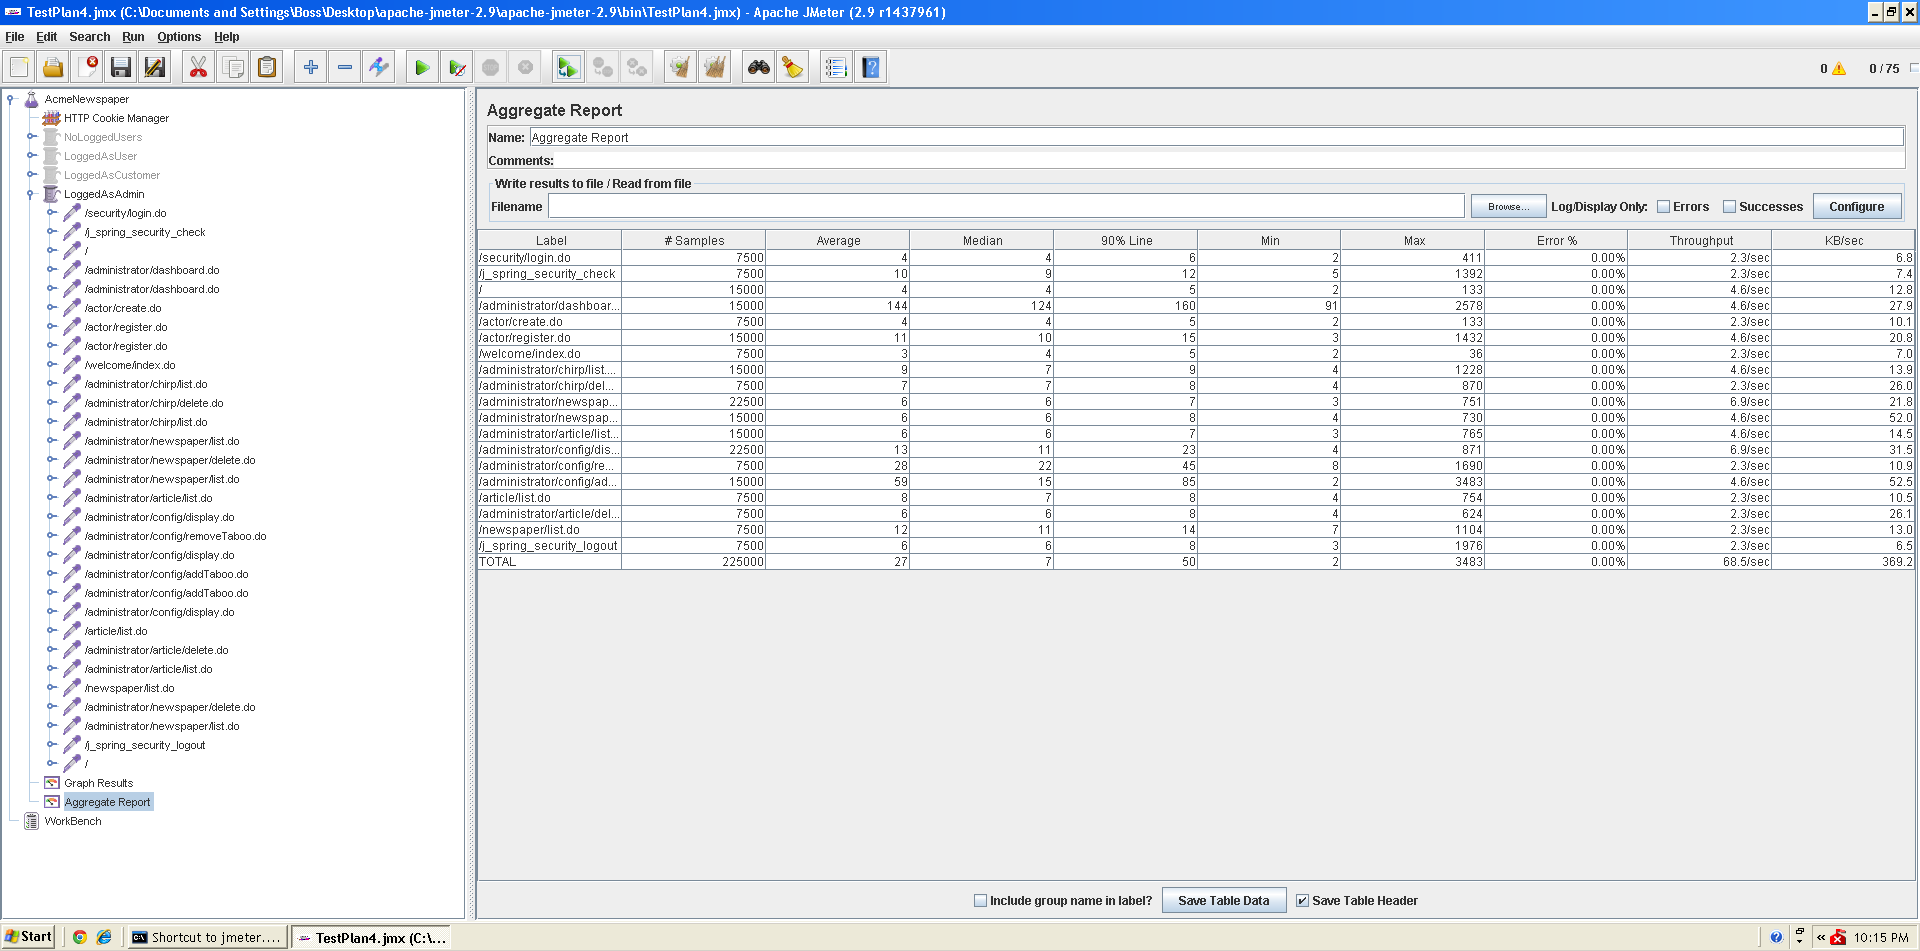 TestPlan4.jmx (C:\Documents and Settings\Boss\Desktop\apache-jmeter-2.9\apache-jmeter-2.9\bin\TestPlan4.jmx) - Apache JMeter (2.9 r1437961)
File Edit Search Run Options Help
0 0 / 75
AcmeNewspaper
HTTP Cookie Manager
NoLoggedUsers
LoggedAsUser
LoggedAsCustomer
LoggedAsAdmin
/security/login.do
/j_spring_security_check
/
/administrator/dashboard.do
/administrator/dashboard.do
/actor/create.do
/actor/register.do
/actor/register.do
/welcome/index.do
/administrator/chirp/list.do
/administrator/chirp/delete.do
/administrator/chirp/list.do
/administrator/newspaper/list.do
/administrator/newspaper/delete.do
/administrator/newspaper/list.do
/administrator/article/list.do
/administrator/config/display.do
/administrator/config/removeTaboo.do
/administrator/config/display.do
/administrator/config/addTaboo.do
/administrator/config/addTaboo.do
/administrator/config/display.do
/article/list.do
/administrator/article/delete.do
/administrator/article/list.do
/newspaper/list.do
/administrator/newspaper/delete.do
/administrator/newspaper/list.do
/j_spring_security_logout
/
Graph Results
Aggregate Report
WorkBench
Aggregate Report
Name: Aggregate Report
Comments:
Write results to file / Read from file
Filename Browse... Log/Display Only: Errors Successes Configure
Label # Samples Average Median 90% Line Min Max Error % Throughput KB/sec
/security/login.do 7500 4 4 6 2 411 0.00% 2.3/sec 6.8
/j_spring_security_check 7500 10 9 12 5 1392 0.00% 2.3/sec 7.4
/ 15000 4 4 5 2 133 0.00% 4.6/sec 12.8
/administrator/dashboar... 15000 144 124 160 91 2578 0.00% 4.6/sec 27.9
/actor/create.do 7500 4 4 5 2 133 0.00% 2.3/sec 10.1
/actor/register.do 15000 11 10 15 3 1432 0.00% 4.6/sec 20.8
/welcome/index.do 7500 3 4 5 2 36 0.00% 2.3/sec 7.0
/administrator/chirp/list.... 15000 9 7 9 4 1228 0.00% 4.6/sec 13.9
/administrator/chirp/del... 7500 7 7 8 4 870 0.00% 2.3/sec 26.0
/administrator/newspap... 22500 6 6 7 3 751 0.00% 6.9/sec 21.8
/administrator/newspap... 15000 6 6 8 4 730 0.00% 4.6/sec 52.0
/administrator/article/list... 15000 6 6 7 3 765 0.00% 4.6/sec 14.5
/administrator/config/dis... 22500 13 11 23 4 871 0.00% 6.9/sec 31.5
/administrator/config/re... 7500 28 22 45 8 1690 0.00% 2.3/sec 10.9
/administrator/config/ad... 15000 59 15 85 2 3483 0.00% 4.6/sec 52.5
/article/list.do 7500 8 7 8 4 754 0.00% 2.3/sec 10.5
/administrator/article/del... 7500 6 6 8 4 624 0.00% 2.3/sec 26.1
/newspaper/list.do 7500 12 11 14 7 1104 0.00% 2.3/sec 13.0
/j_spring_security_logout 7500 6 6 8 3 1976 0.00% 2.3/sec 6.5
TOTAL 225000 27 7 50 2 3483 0.00% 68.5/sec 369.2
Include group name in label? Save Table Data Save Table Header
Start Shortcut to jmeter.... TestPlan4.jmx (C:\... « 10:15 PM